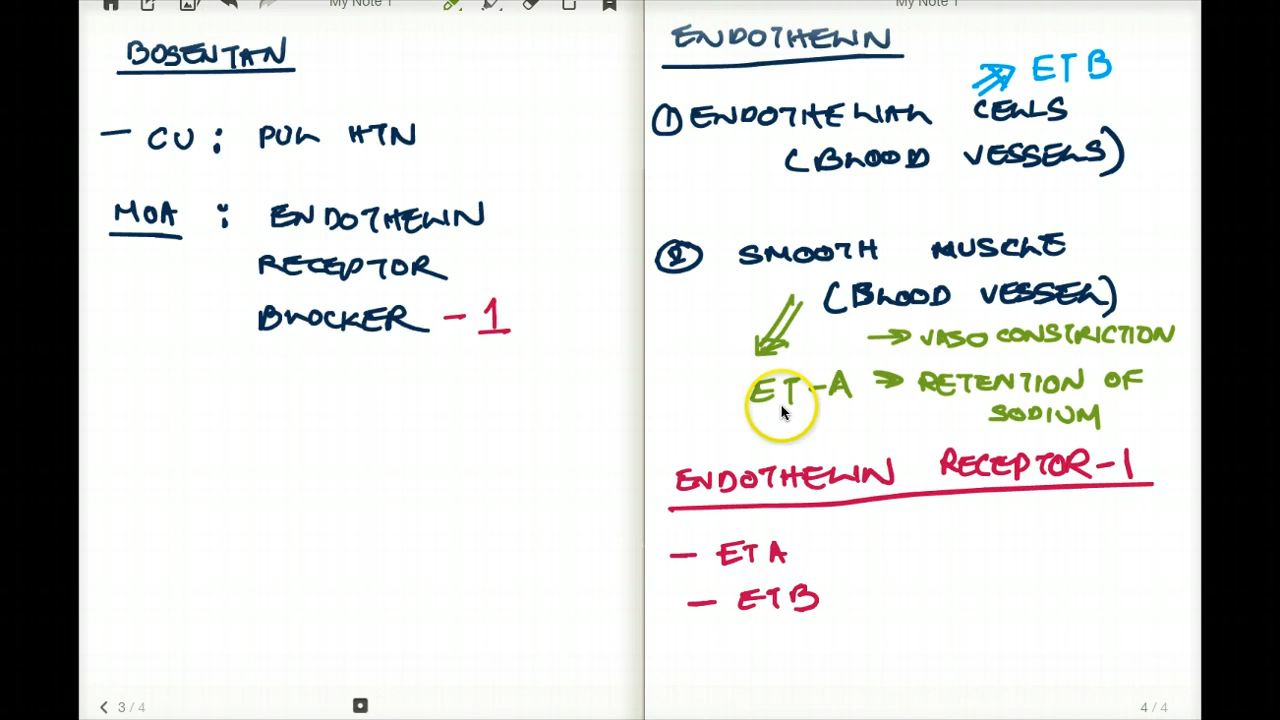 My Note 1
BOSENTAN
- CU : PUL HTN
MOA : ENDOTHELIN
RECEPTOR
BLOCKER - 1
3 / 4
My Note 1
ENDOTHELIN
ETB
① ENDOTHELIAL CELLS
(BLOOD VESSELS)
② SMOOTH MUSCLE
(BLOOD VESSEL)
→ VASO CONSTRICTION
ET-A → RETENTION OF
SODIUM
ENDOTHELIN RECEPTOR-1
- ETA
- ETB
4 / 4